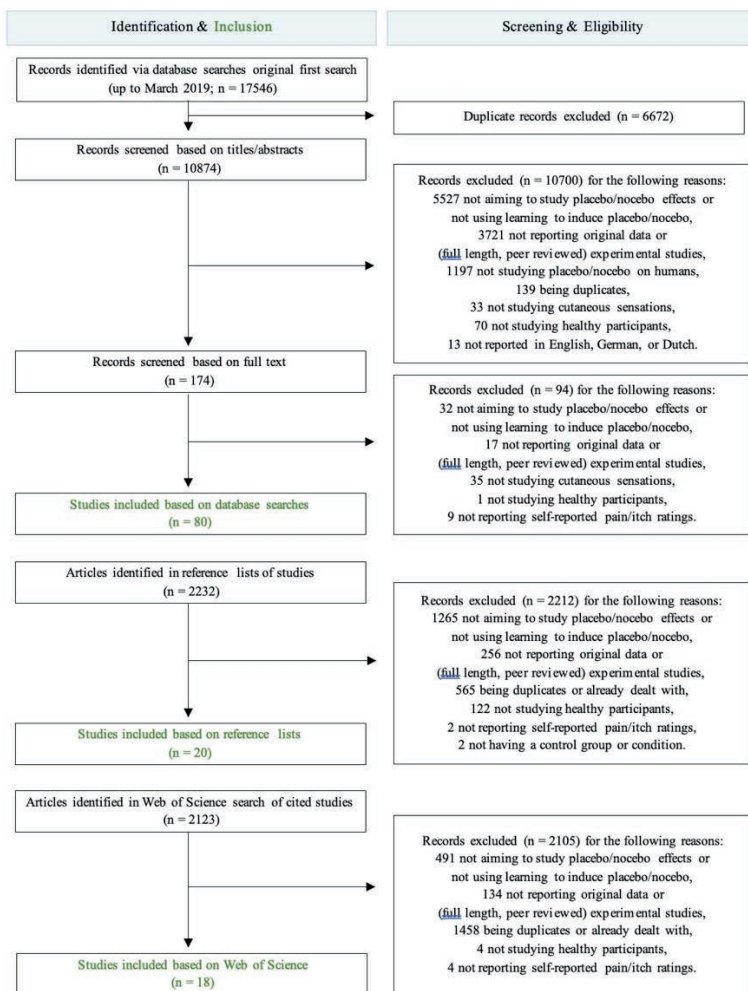 Identification & Inclusion
Screening & Eligibility
Records identified via database searches original first search
(up to March 2019; n = 17546)
Duplicate records excluded (n = 6672)
Records screened based on titles/abstracts
(n = 10874)
Records excluded (n = 10700) for the following reasons:
5527 not aiming to study placebo/nocebo effects or
not using learning to induce placebo/nocebo,
3721 not reporting original data or
(full length, peer reviewed) experimental studies,
1197 not studying placebo/nocebo on humans,
139 being duplicates,
33 not studying cutaneous sensations,
70 not studying healthy participants,
13 not reported in English, German, or Dutch.
Records screened based on full text
(n = 174)
Records excluded (n = 94) for the following reasons:
32 not aiming to study placebo/nocebo effects or
not using learning to induce placebo/nocebo,
17 not reporting original data or
(full length, peer reviewed) experimental studies,
35 not studying cutaneous sensations,
1 not studying healthy participants,
9 not reporting self-reported pain/itch ratings.
Studies included based on database searches
(n = 80)
Articles identified in reference lists of studies
(n = 2232)
Records excluded (n = 2212) for the following reasons:
1265 not aiming to study placebo/nocebo effects or
not using learning to induce placebo/nocebo,
256 not reporting original data or
(full length, peer reviewed) experimental studies,
565 being duplicates or already dealt with,
122 not studying healthy participants,
2 not reporting self-reported pain/itch ratings,
2 not having a control group or condition.
Studies included based on reference lists
(n = 20)
Articles identified in Web of Science search of cited studies
(n = 2123)
Records excluded (n = 2105) for the following reasons:
491 not aiming to study placebo/nocebo effects or
not using learning to induce placebo/nocebo,
134 not reporting original data or
(full length, peer reviewed) experimental studies,
1458 being duplicates or already dealt with,
4 not studying healthy participants,
4 not reporting self-reported pain/itch ratings.
Studies included based on Web of Science
(n = 18)